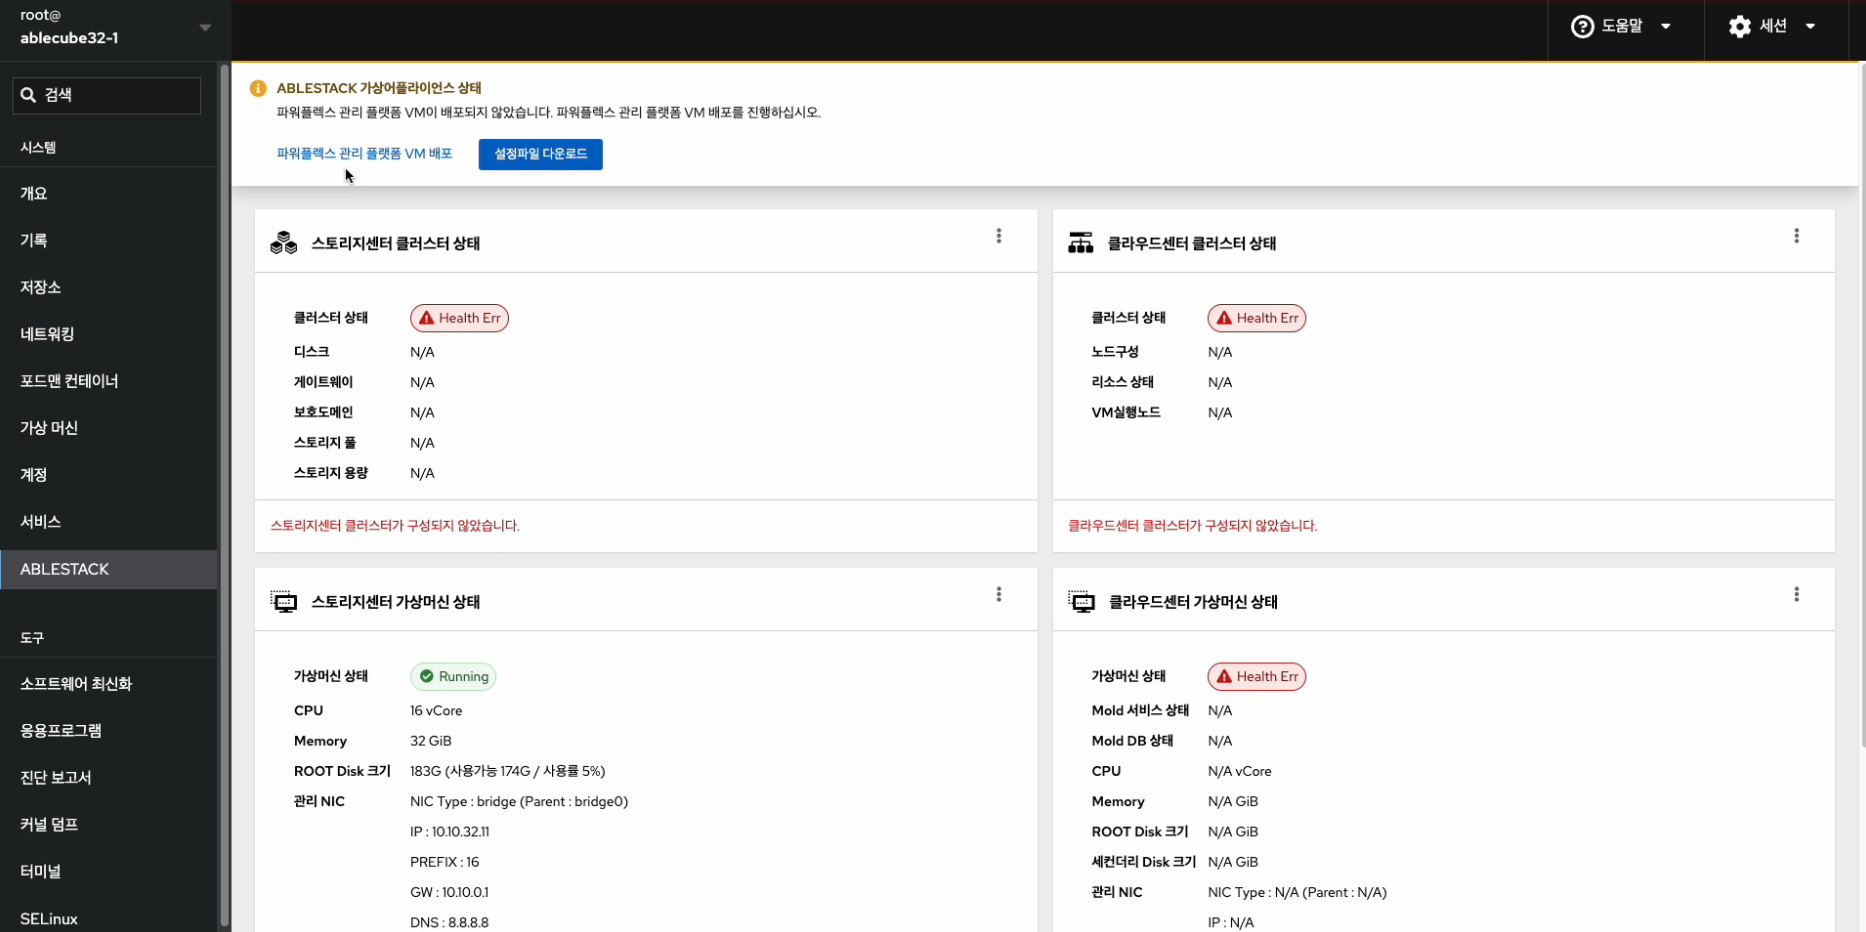 root@
ablecube32-1
도움말
세션
검색
시스템
개요
기록
저장소
네트워킹
포드맨 컨테이너
가상 머신
계정
서비스
ABLESTACK
도구
소프트웨어 최신화
응용프로그램
진단 보고서
커널 덤프
터미널
SELinux
ABLESTACK 가상어플라이언스 상태
파워플렉스 관리 플랫폼 VM이 배포되지 않았습니다. 파워플렉스 관리 플랫폼 VM 배포를 진행하십시오.
파워플렉스 관리 플랫폼 VM 배포
설정파일 다운로드
스토리지센터 클러스터 상태
클러스터 상태 Health Err
디스크 N/A
게이트웨이 N/A
보호도메인 N/A
스토리지 풀 N/A
스토리지 용량 N/A
스토리지센터 클러스터가 구성되지 않았습니다.
클라우드센터 클러스터 상태
클러스터 상태 Health Err
노드구성 N/A
리소스 상태 N/A
VM실행노드 N/A
클라우드센터 클러스터가 구성되지 않았습니다.
스토리지센터 가상머신 상태
가상머신 상태 Running
CPU 16 vCore
Memory 32 GiB
ROOT Disk 크기 183G (사용가능 174G / 사용률 5%)
관리 NIC NIC Type : bridge (Parent : bridge0)
IP : 10.10.32.11
PREFIX : 16
GW : 10.10.0.1
DNS : 8.8.8.8
클라우드센터 가상머신 상태
가상머신 상태 Health Err
Mold 서비스 상태 N/A
Mold DB 상태 N/A
CPU N/A vCore
Memory N/A GiB
ROOT Disk 크기 N/A GiB
세컨더리 Disk 크기 N/A GiB
관리 NIC NIC Type : N/A (Parent : N/A)
IP : N/A